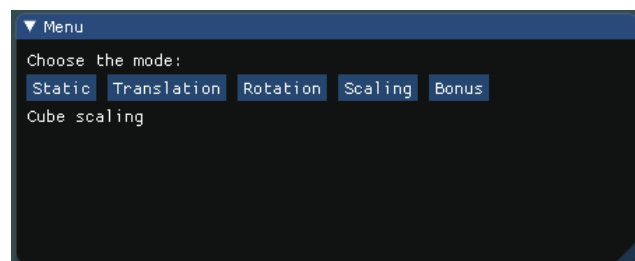 Menu
Choose the mode:
Static Translation Rotation Scaling Bonus
Cube scaling